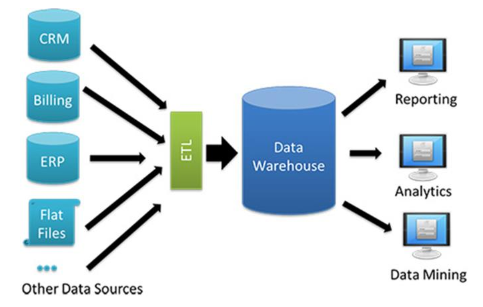 CRM
Billing
ERP
Flat
Files
Other Data Sources
ETL
Data
Warehouse
Reporting
Analytics
Data Mining